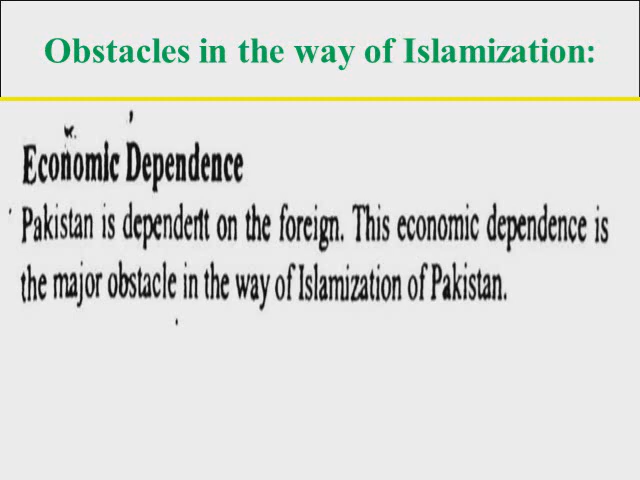 Obstacles in the way of Islamization:
Economic Dependence
Pakistan is dependent on the foreign. This economic dependence is
the major obstacle in the way of Islamization of Pakistan.